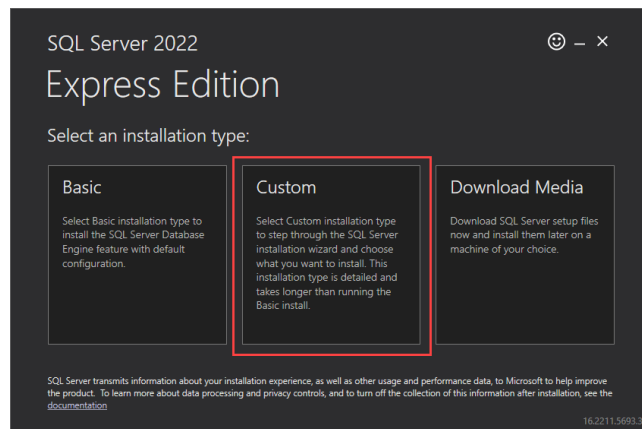 SQL Server 2022
Express Edition
Select an installation type:
Basic
Select Basic installation type to
install the SQL Server Database
Engine feature with default
configuration.
Custom
Select Custom installation type
to step through the SQL Server
installation wizard and choose
what you want to install. This
installation type is detailed and
takes longer than running the
Basic install.
Download Media
Download SQL Server setup files
now and install them later on a
machine of your choice.
SQL Server transmits information about your installation experience, as well as other usage and performance data, to Microsoft to help improve
the product. To learn more about data processing and privacy controls, and to turn off the collection of this information after installation, see the
documentation
16.2211.5693.3